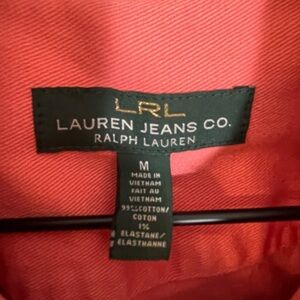 LRL
LAUREN JEANS CO.
RALPH LAUREN
M
MADE IN
VIETNAM
FAIT AU
VIETNAM
99% COTTON/
COTON
1%
ELASTANE/
ELASTHANNE